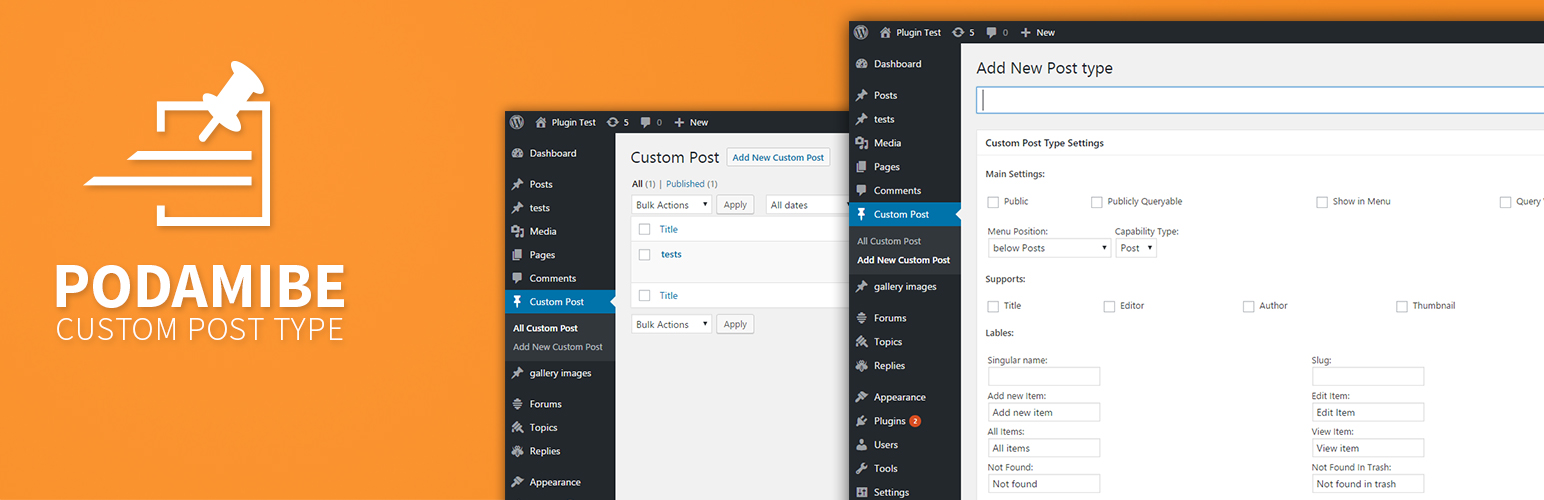 PODAMIBE
CUSTOM POST TYPE
Plugin Test 5 0 New
Dashboard
Posts
tests
Media
Pages
Comments
Custom Post
All Custom Post
Add New Custom Post
gallery images
Forums
Topics
Replies
Appearance
Custom Post Add New Custom Post
All (1) | Published (1)
Bulk Actions Apply All dates
Title
tests
Title
Bulk Actions Apply
Plugin Test 5 0 New
Dashboard
Posts
tests
Media
Pages
Comments
Custom Post
All Custom Post
Add New Custom Post
gallery images
Forums
Topics
Replies
Appearance
Plugins 2
Users
Tools
Settings
Add New Post type
Custom Post Type Settings
Main Settings:
Public Publicly Queryable Show in Menu Query
Menu Position: Capability Type:
below Posts Post
Supports:
Title Editor Author Thumbnail
Lables:
Singular name: Slug:
Add new Item: Edit Item:
Add new item Edit Item
All Items: View Item:
All items View item
Not Found: Not Found In Trash:
Not found Not found in trash